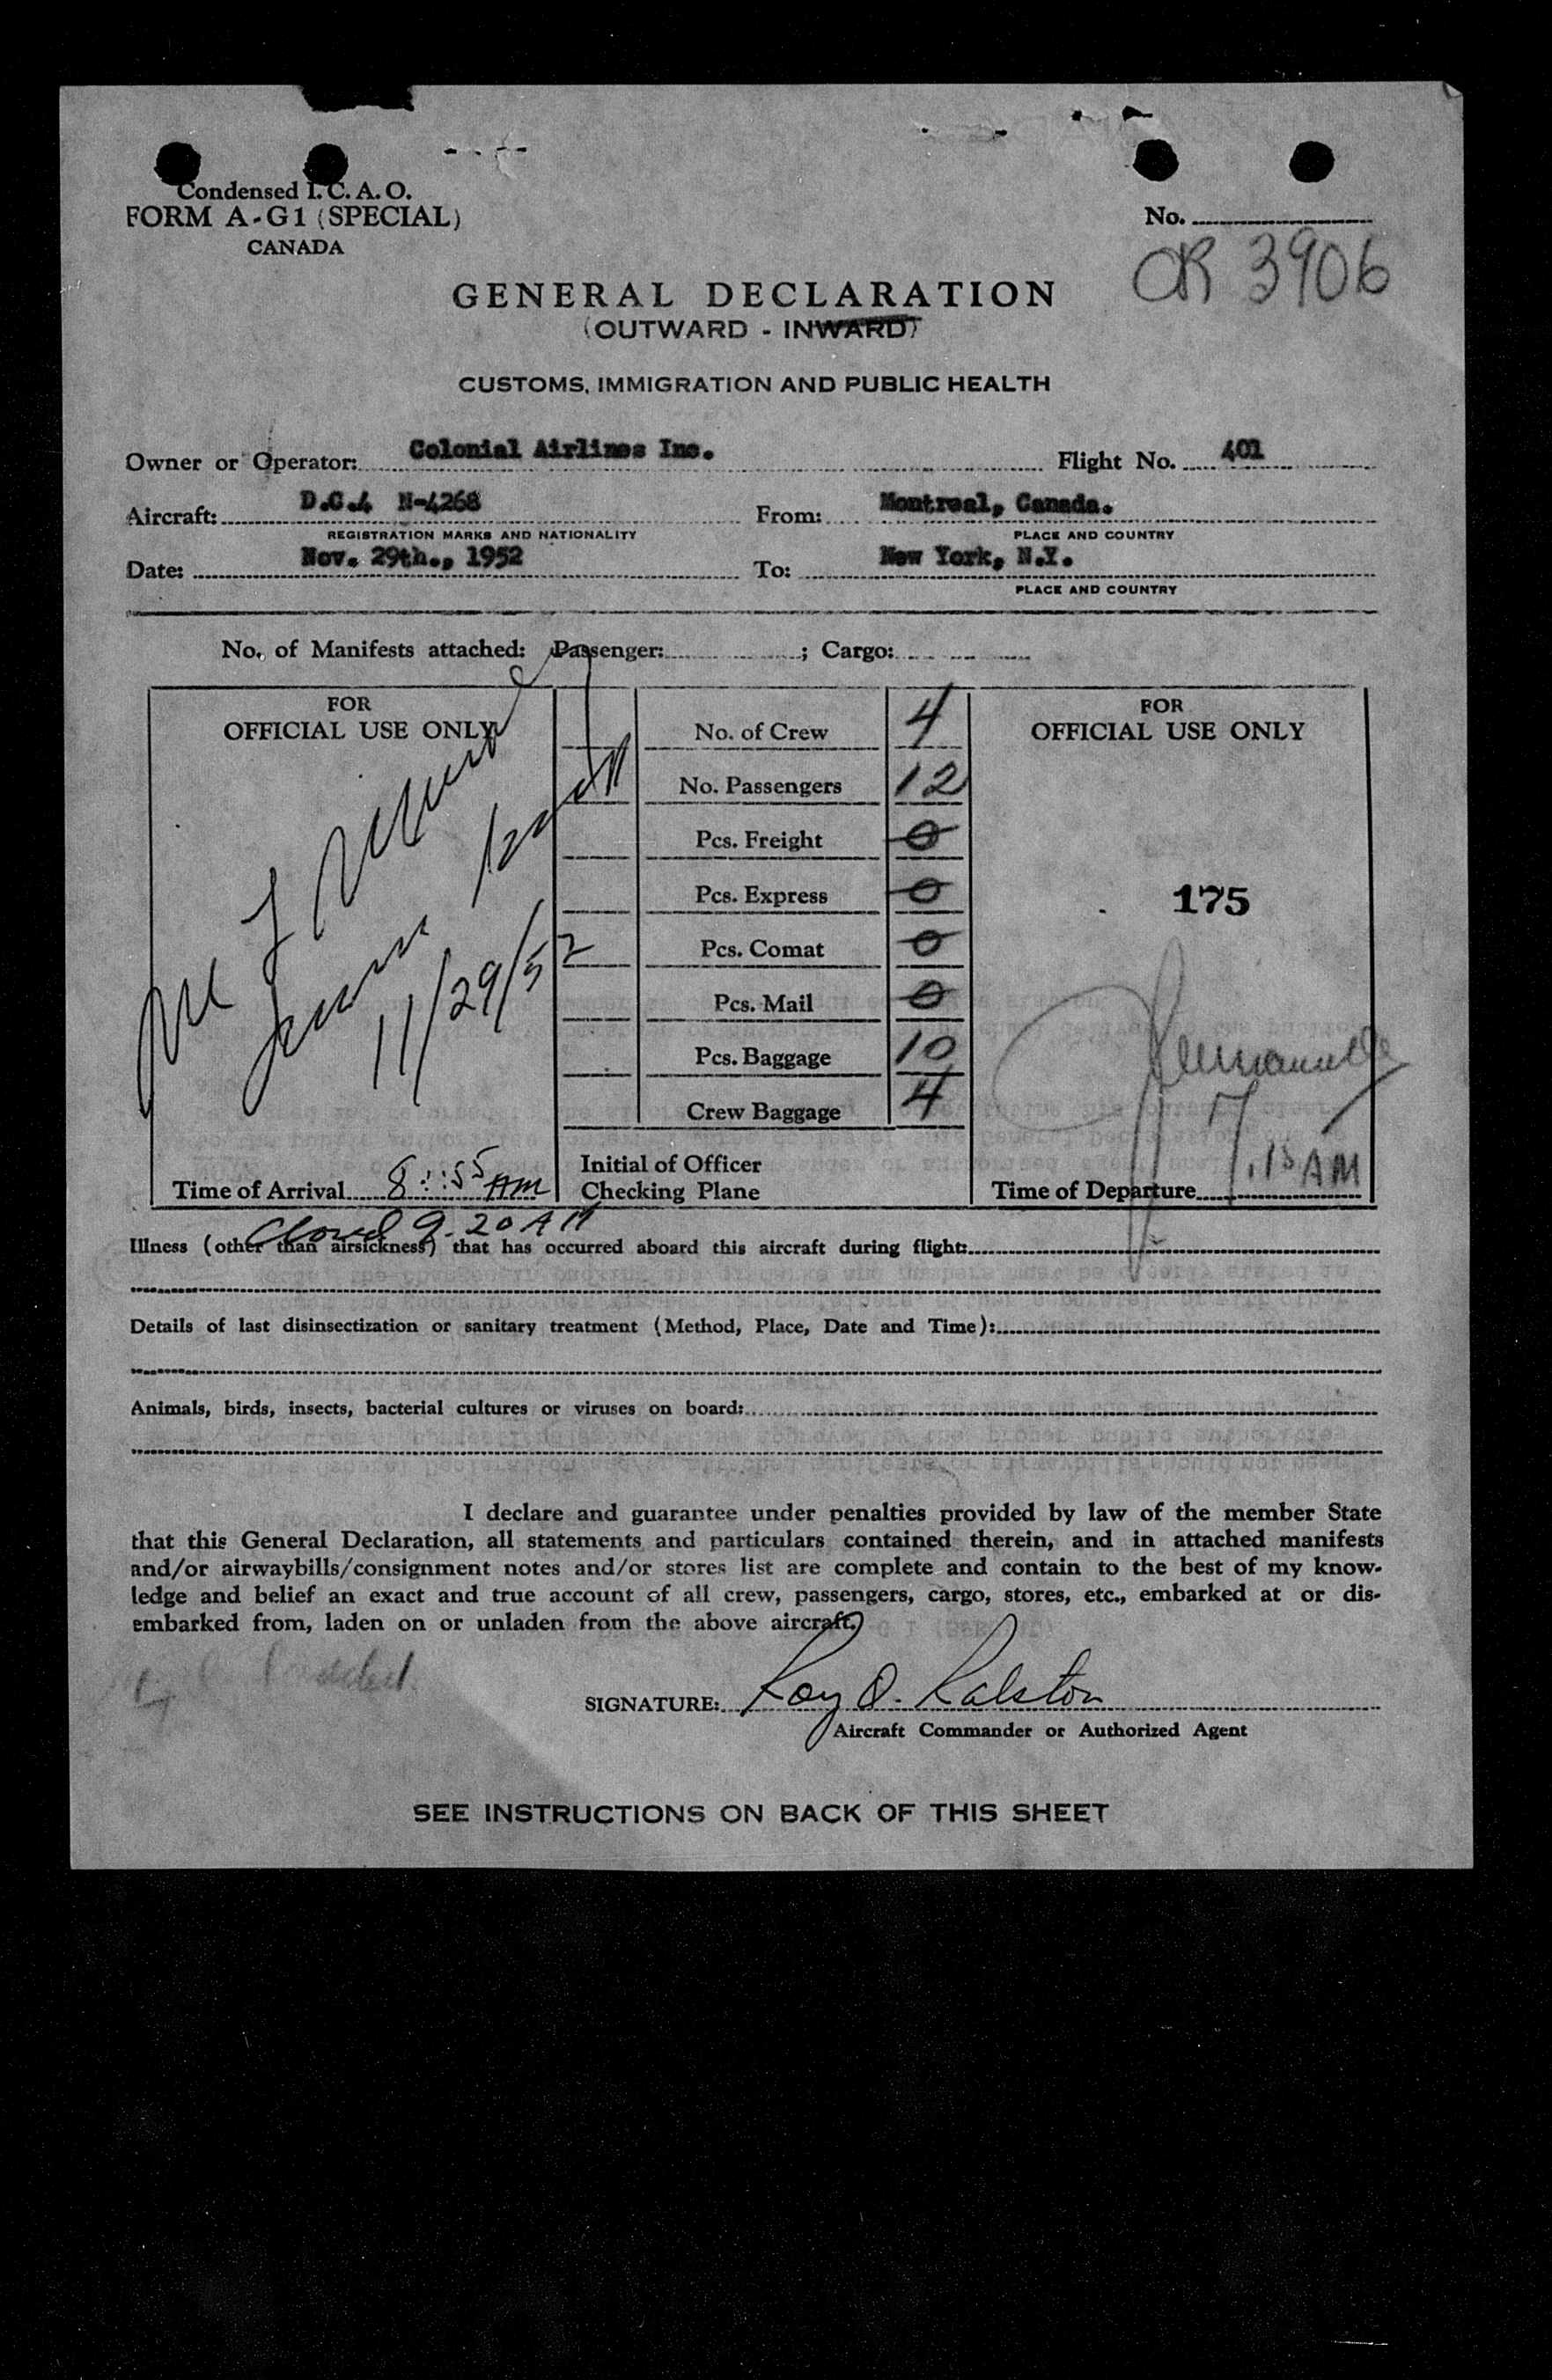 Condensed I. C. A. O.
FORM A-G1 (SPECIAL)
CANADA
No.
CR 3906
GENERAL DECLARATION
(OUTWARD - INWARD)
CUSTOMS, IMMIGRATION AND PUBLIC HEALTH
Owner or Operator: Colonial Airlines Inc. Flight No. 401
Aircraft: D.C.4 N-4268 From: Montreal, Canada.
REGISTRATION MARKS AND NATIONALITY PLACE AND COUNTRY
Date: Nov. 29th., 1952 To: New York, N.Y.
PLACE AND COUNTRY
No. of Manifests attached: Passenger: ; Cargo:
FOR
OFFICIAL USE ONLY
11/29/52
Time of Arrival 8:55 AM
Closed 9.20 AM
No. of Crew 4
No. Passengers 12
Pcs. Freight 0
Pcs. Express 0
Pcs. Comat 0
Pcs. Mail 0
Pcs. Baggage 10
Crew Baggage 4
Initial of Officer
Checking Plane
FOR
OFFICIAL USE ONLY
175
Time of Departure 7.15 AM
Illness (other than airsickness) that has occurred aboard this aircraft during flight:
Details of last disinsectization or sanitary treatment (Method, Place, Date and Time):
Animals, birds, insects, bacterial cultures or viruses on board:
I declare and guarantee under penalties provided by law of the member State
that this General Declaration, all statements and particulars contained therein, and in attached manifests
and/or airwaybills/consignment notes and/or stores list are complete and contain to the best of my know-
ledge and belief an exact and true account of all crew, passengers, cargo, stores, etc., embarked at or dis-
embarked from, laden on or unladen from the above aircraft.
SIGNATURE: Roy O. Ralston
Aircraft Commander or Authorized Agent
SEE INSTRUCTIONS ON BACK OF THIS SHEET